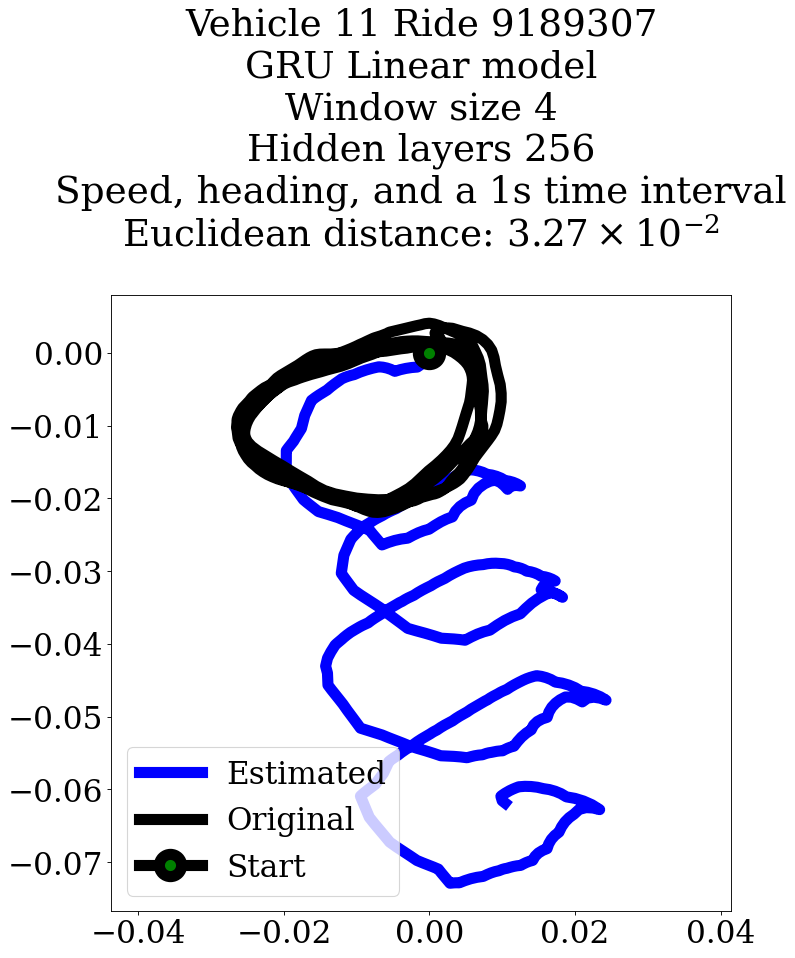 Vehicle 11 Ride 9189307
GRU Linear model
Window size 4
Hidden layers 256
Speed, heading, and a 1s time interval
Euclidean distance: 3.27 × 10⁻²
0.00
−0.01
−0.02
−0.03
−0.04
−0.05
−0.06
−0.07
Estimated
Original
Start
−0.04 −0.02 0.00 0.02 0.04